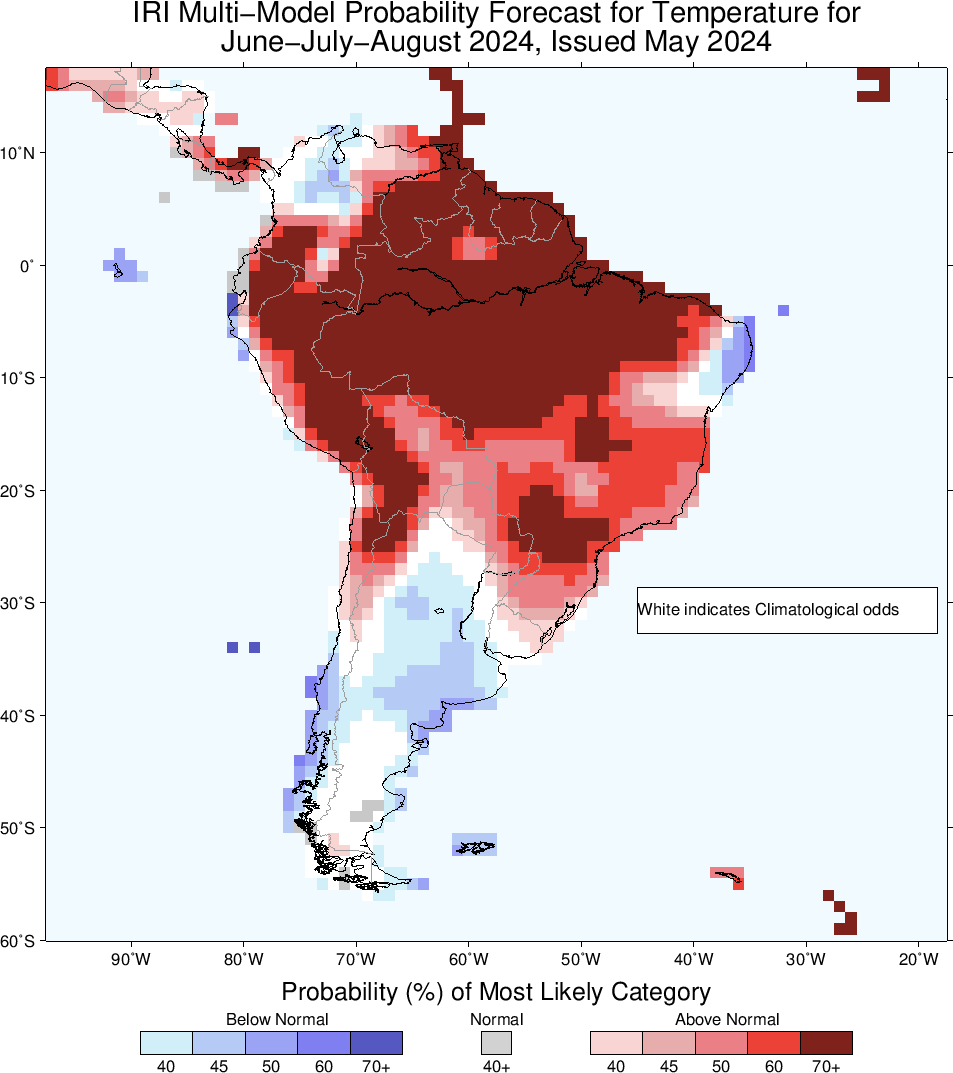 IRI Multi−Model Probability Forecast for Temperature for
June−July−August 2024, Issued May 2024
10˚N
0˚
10˚S
20˚S
30˚S
White indicates Climatological odds
40˚S
50˚S
60˚S
90˚W 80˚W 70˚W 60˚W 50˚W 40˚W 30˚W 20˚W
Probability (%) of Most Likely Category
Below Normal Normal Above Normal
40 45 50 60 70+ 40+ 40 45 50 60 70+